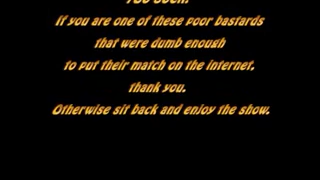 If you are one of these poor bastards
that were dumb enough
to put their match on the internet,
thank you.
Otherwise sit back and enjoy the show.